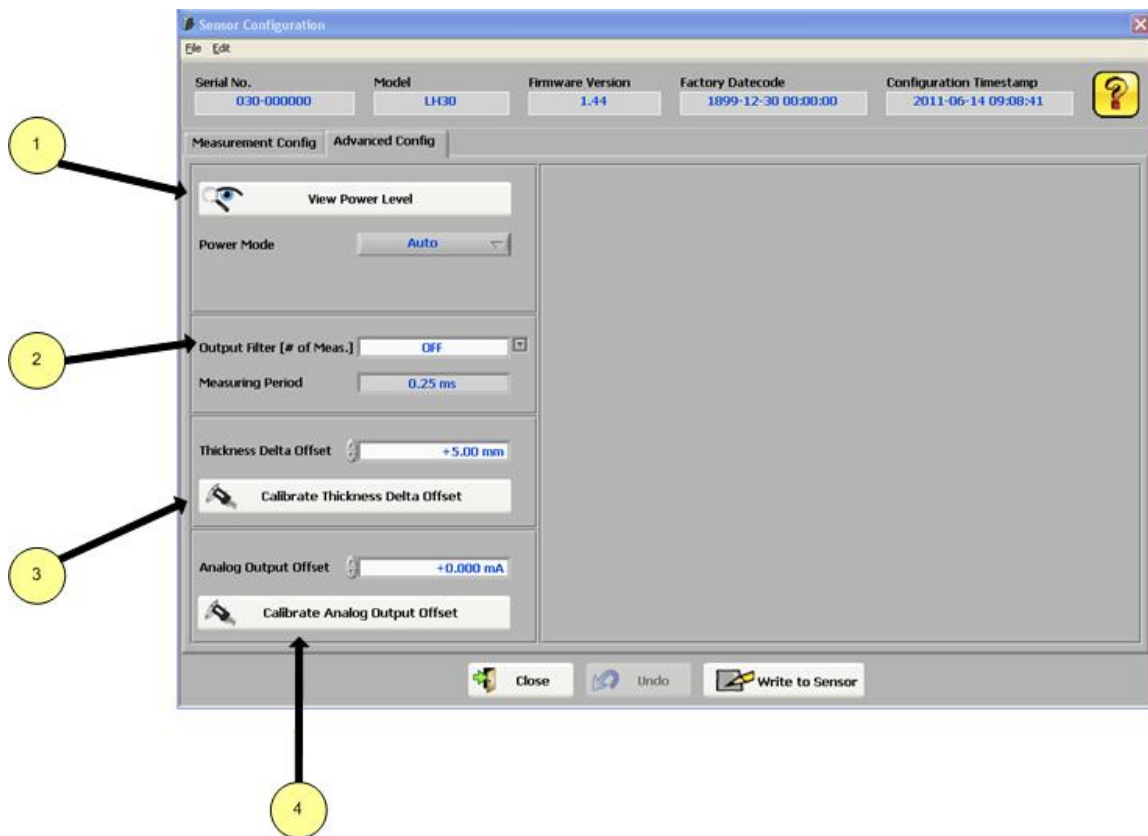 Sensor Configuration
File Edit
Serial No. Model Firmware Version Factory Datecode Configuration Timestamp
030-000000 LH30 1.44 1899-12-30 00:00:00 2011-06-14 09:08:41
?
Measurement Config Advanced Config
1
View Power Level
Power Mode Auto
2
Output Filter [# of Meas.] OFF
Measuring Period 0.25 ms
Thickness Delta Offset +5.00 mm
Calibrate Thickness Delta Offset
3
Analog Output Offset +0.000 mA
Calibrate Analog Output Offset
Close Undo Write to Sensor
4